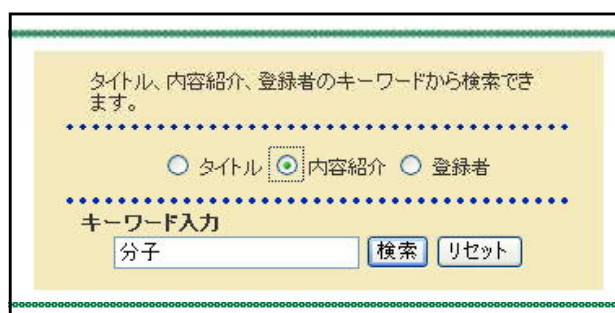 タイトル、内容紹介、登録者のキーワードから検索でき
ます。
タイトル 内容紹介 登録者
キーワード入力
分子 検索 リセット